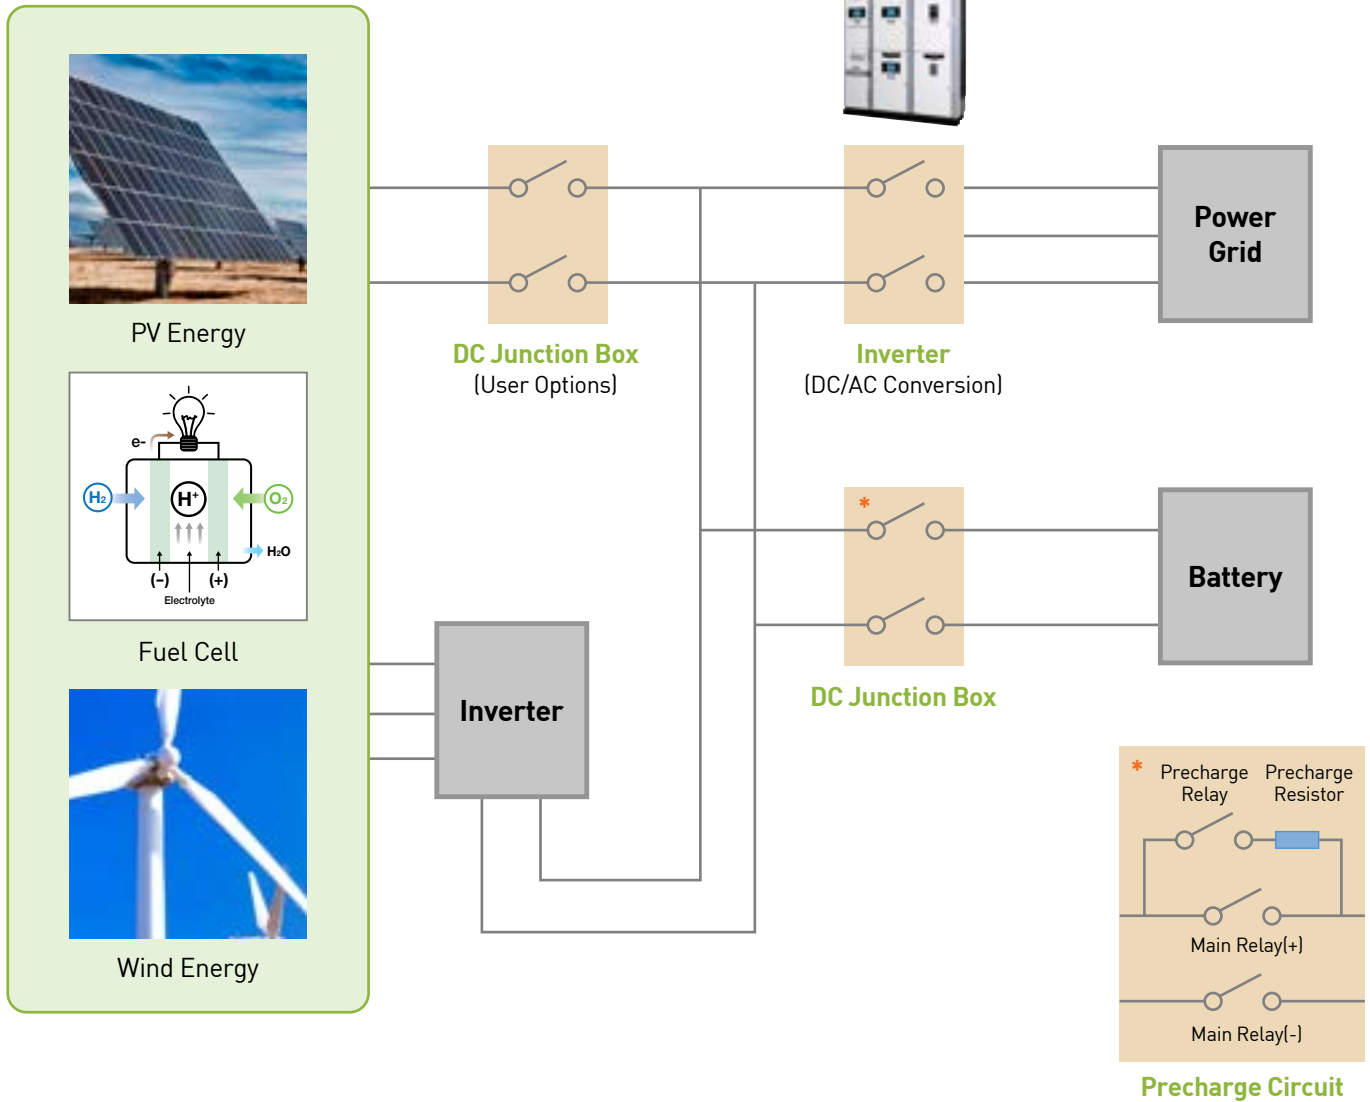 PV Energy
e-
H2
H+
O2
H2O
(−)
(+)
Electrolyte
Fuel Cell
Wind Energy
DC Junction Box
(User Options)
Inverter
(DC/AC Conversion)
Power
Grid
*
DC Junction Box
Battery
Inverter
* Precharge
Relay
Precharge
Resistor
Main Relay(+)
Main Relay(-)
Precharge Circuit